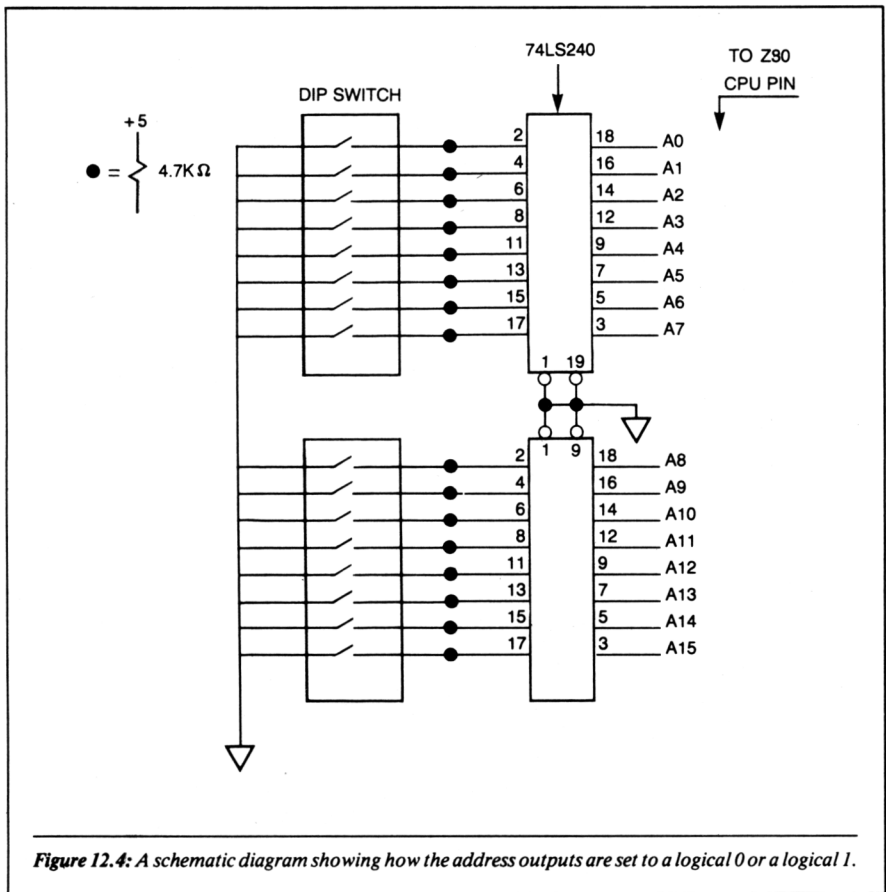 74LS240
TO Z80
CPU PIN
DIP SWITCH
+5
= 4.7KΩ
2 18 A0
4 16 A1
6 14 A2
8 12 A3
11 9 A4
13 7 A5
15 5 A6
17 3 A7
1 19
1 9
2 18 A8
4 16 A9
6 14 A10
8 12 A11
11 9 A12
13 7 A13
15 5 A14
17 3 A15
Figure 12.4: A schematic diagram showing how the address outputs are set to a logical 0 or a logical 1.